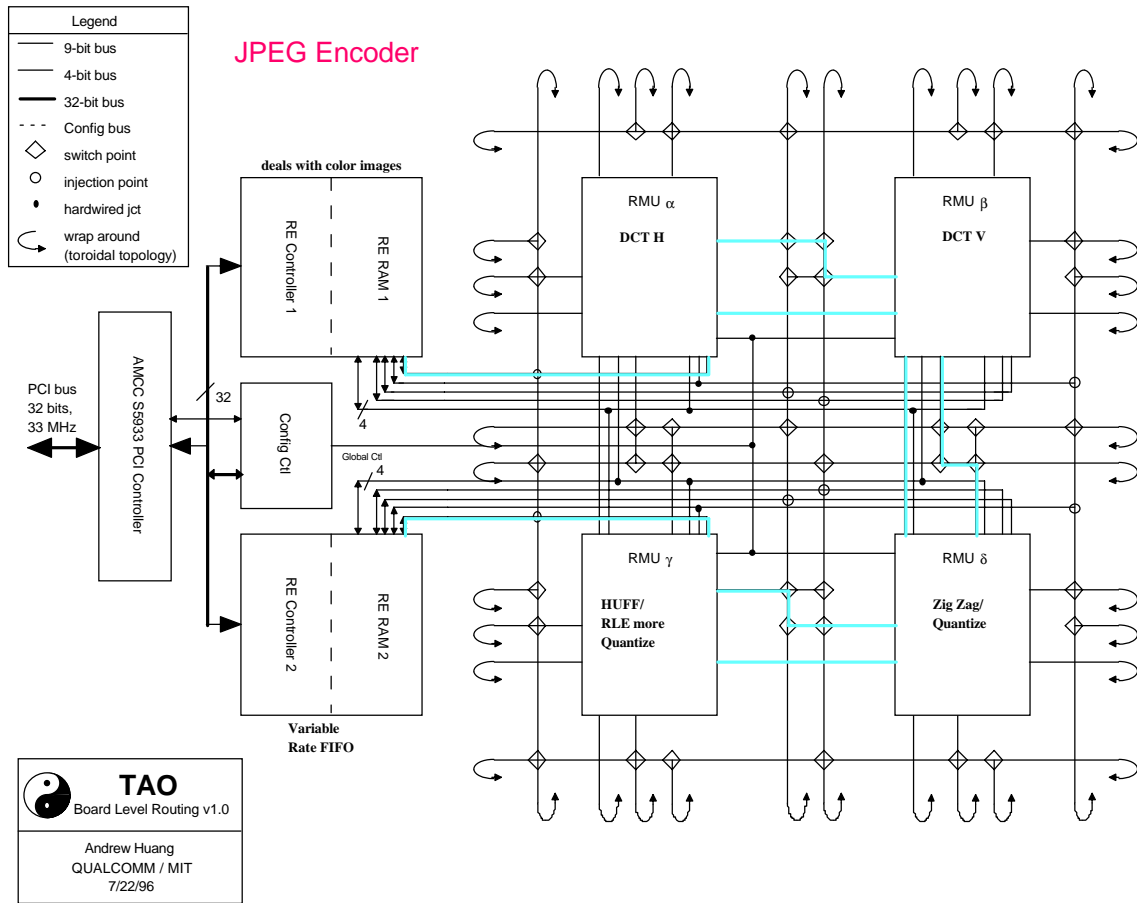 Legend
9-bit bus
4-bit bus
32-bit bus
Config bus
switch point
injection point
hardwired jct
wrap around
(toroidal topology)
JPEG Encoder
deals with color images
RE Controller 1
RE RAM 1
RMU α
DCT H
RMU β
DCT V
AMCC S5933 PCI Controller
PCI bus
32 bits,
33 MHz
32
Config Ctl
4
Global Ctl
4
RE Controller 2
RE RAM 2
Variable
Rate FIFO
RMU γ
HUFF/
RLE more
Quantize
RMU δ
Zig Zag/
Quantize
TAO
Board Level Routing v1.0
Andrew Huang
QUALCOMM / MIT
7/22/96